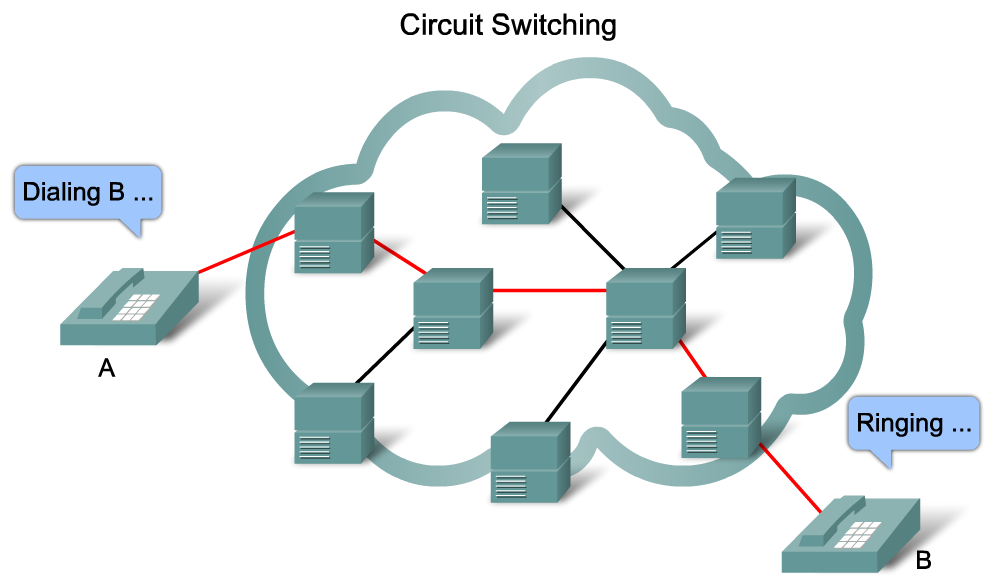 Circuit Switching
Dialing B ...
A
Ringing ...
B